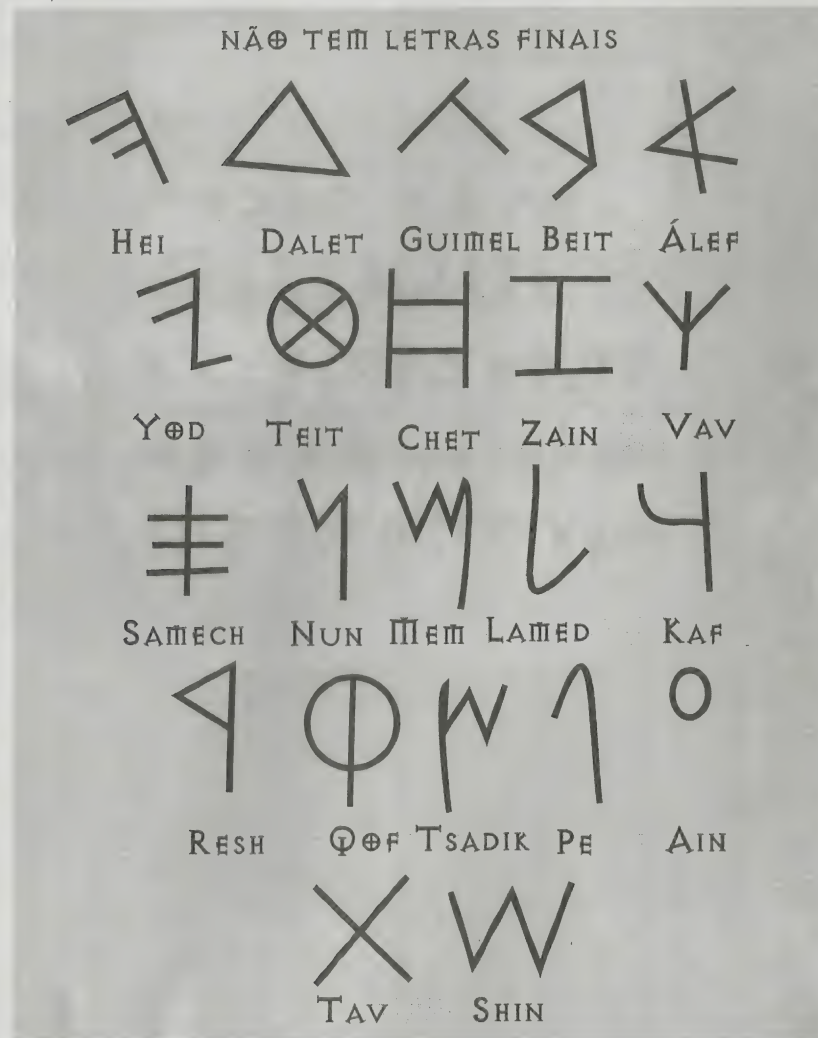 NÃO TEM LETRAS FINAIS
𐤄 𐤃 𐤂 𐤁 𐤀
HEI DALET GUIMEL BEIT ÁLEF
𐤉 𐤈 𐤇 𐤆 𐤅
YOD TEIT CHET ZAIN VAV
𐤎 𐤍 𐤌 𐤋 𐤊
SAMECH NUN MEM LAMED KAF
𐤓 𐤒 𐤑 𐤐 𐤏
RESH QOF TSADIK PE AIN
𐤕 𐤔
TAV SHIN